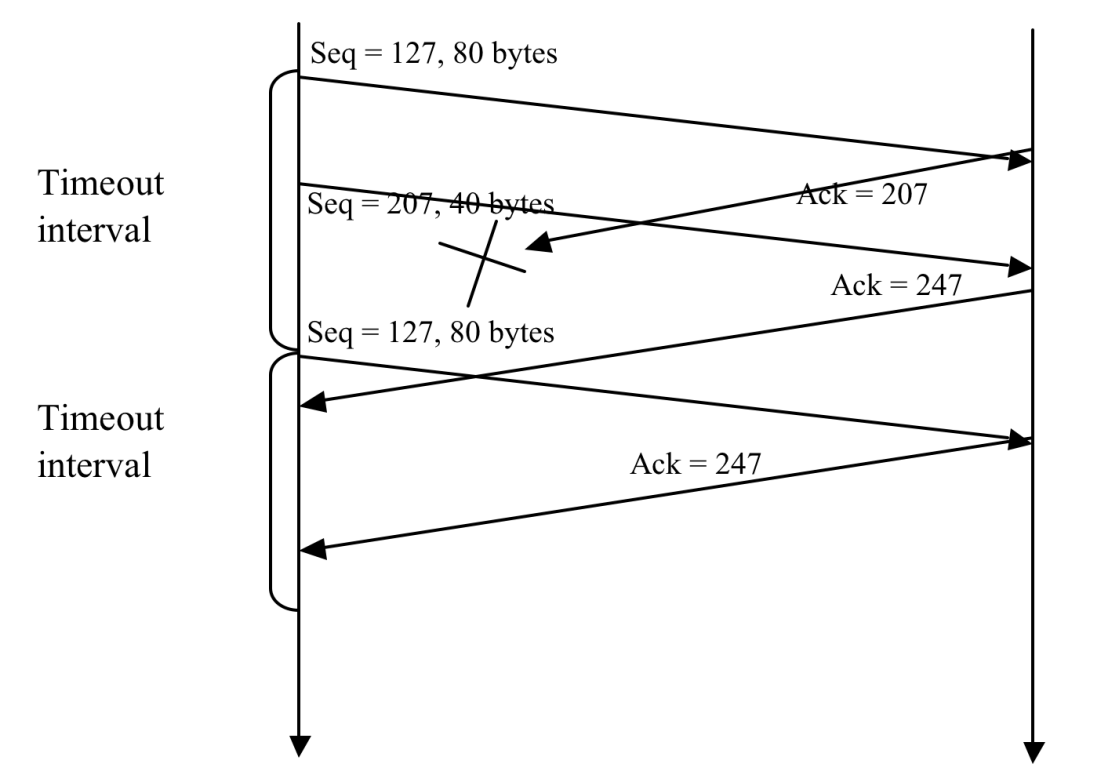 Seq = 127, 80 bytes
Timeout
interval
Ack = 207
Seq = 207, 40 bytes
Ack = 247
Seq = 127, 80 bytes
Timeout
interval
Ack = 247